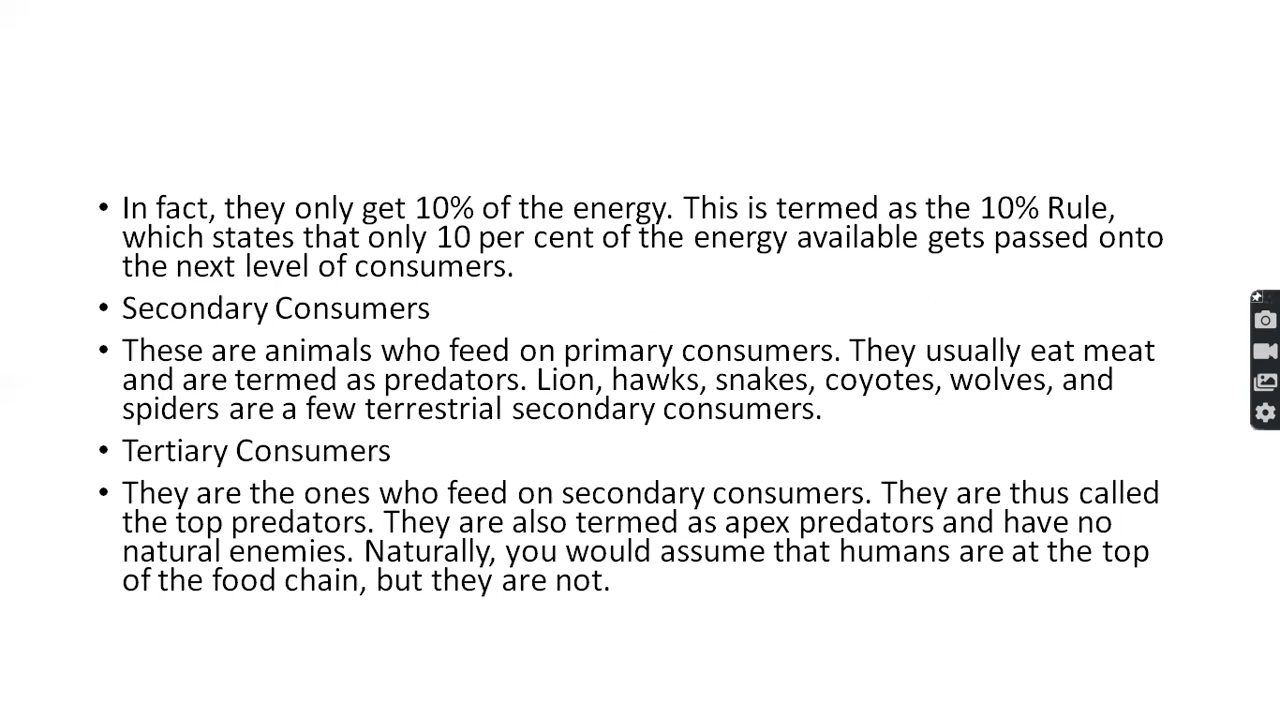 • In fact, they only get 10% of the energy. This is termed as the 10% Rule,
which states that only 10 per cent of the energy available gets passed onto
the next level of consumers.
• Secondary Consumers
• These are animals who feed on primary consumers. They usually eat meat
and are termed as predators. Lion, hawks, snakes, coyotes, wolves, and
spiders are a few terrestrial secondary consumers.
• Tertiary Consumers
• They are the ones who feed on secondary consumers. They are thus called
the top predators. They are also termed as apex predators and have no
natural enemies. Naturally, you would assume that humans are at the top
of the food chain, but they are not.